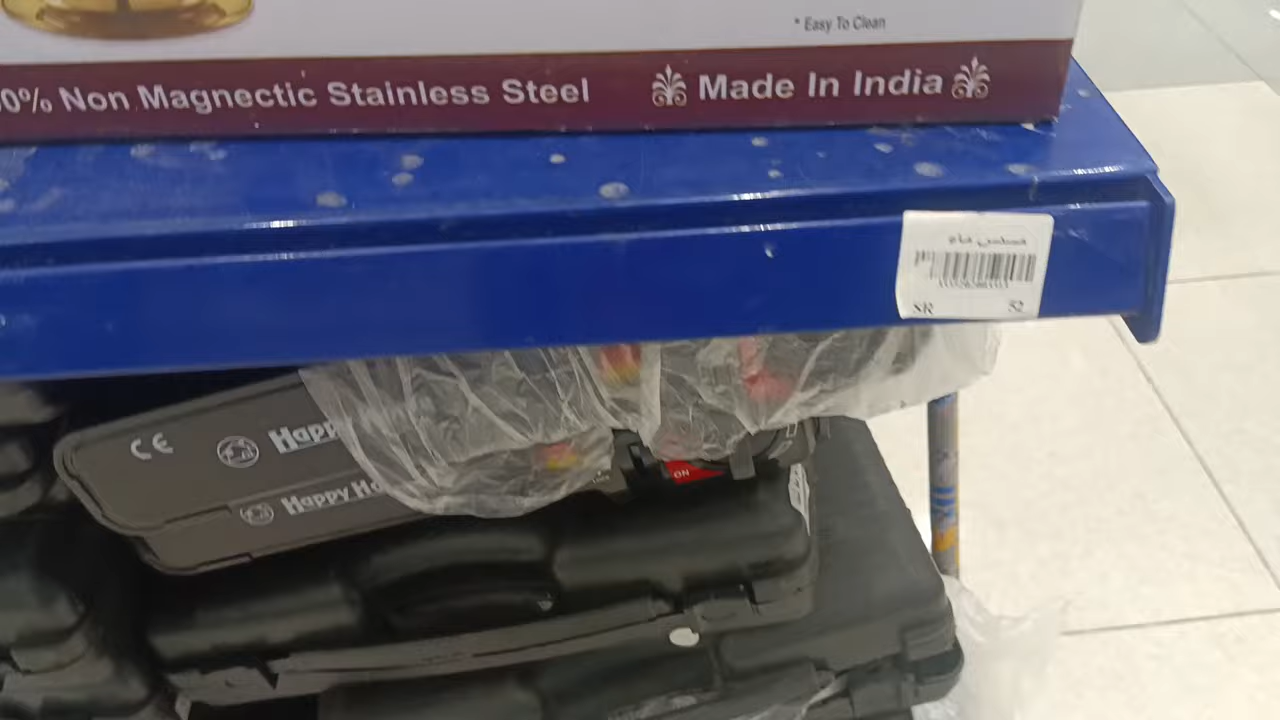 * Easy To Clean
0% Non Magnectic Stainless Steel
Made In India
SR 52
CE
Happ
Happy Ho
ON